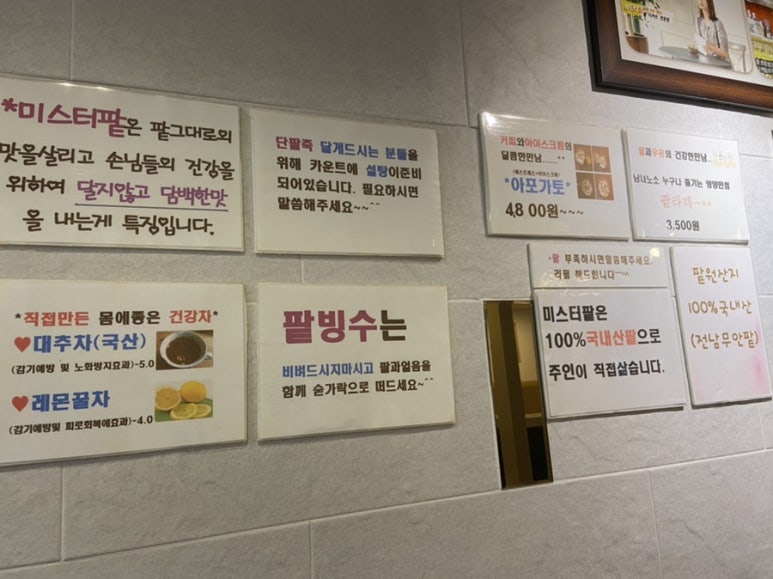 *미스터팥은 팥그대로의
맛을살리고 손님들의 건강을
위하여 달지않고 담백한맛
을 내는게 특징입니다.
단팥죽 달게드시는 분들을
위해 카운트에 설탕이준비
되어있습니다. 필요하시면
말씀해주세요~~^^
커피와아이스크림의
달콤한만남......**
(에스프레소+아이스크림)
*아포가토*
4,800원~~~
팥과우유의 건강한만남..
남녀노소 누구나 즐기는 영양만점
팥라떼~**
3.500원
*팥 부족하시면말씀해주세요.
리필 해드립니다~^^
*직접만든 몸에좋은 건강차*
♥대추차(국산)
(감기예방 및 노화방지효과)-5.0
♥레몬꿀차
(감기예방및 피로회복에효과)-4.0
팥빙수는
비벼드시지마시고 팥과얼음을
함께 숟가락으로 떠드세요~^^
미스터팥은
100%국내산팥으로
주인이 직접삶습니다.
팥원산지
100%국내산
(전남무안팥)